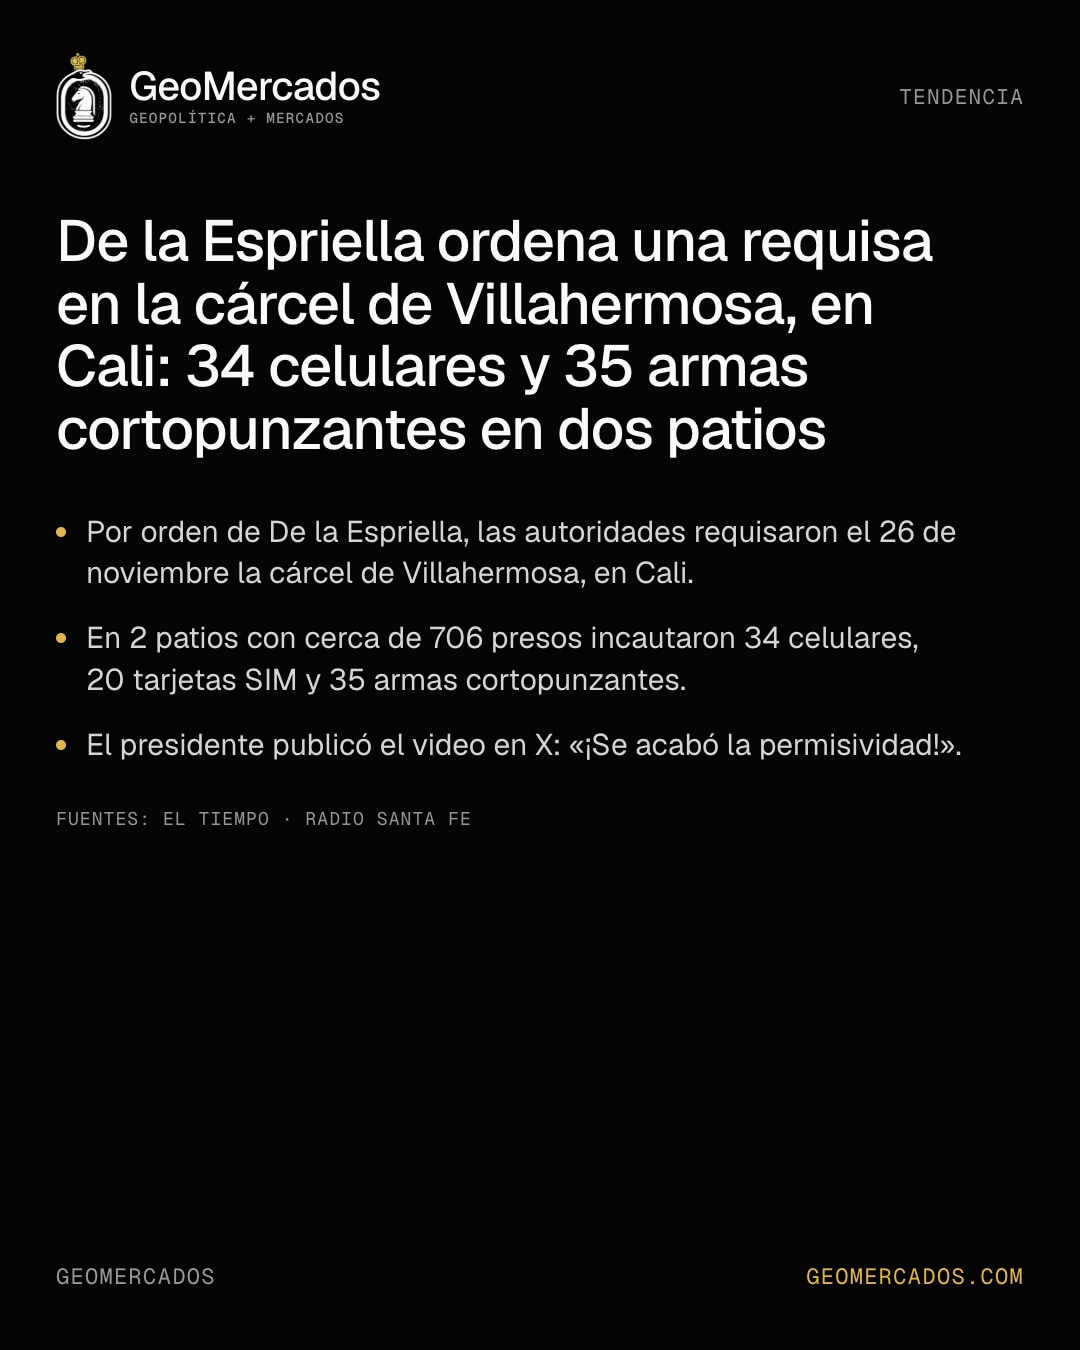 GeoMercados
GEOPOLÍTICA + MERCADOS
TENDENCIA
De la Espriella ordena una requisa
en la cárcel de Villahermosa, en
Cali: 34 celulares y 35 armas
cortopunzantes en dos patios
• Por orden de De la Espriella, las autoridades requisaron el 26 de
noviembre la cárcel de Villahermosa, en Cali.
• En 2 patios con cerca de 706 presos incautaron 34 celulares,
20 tarjetas SIM y 35 armas cortopunzantes.
• El presidente publicó el video en X: «¡Se acabó la permisividad!».
FUENTES: EL TIEMPO · RADIO SANTA FE
GEOMERCADOS
GEOMERCADOS.COM